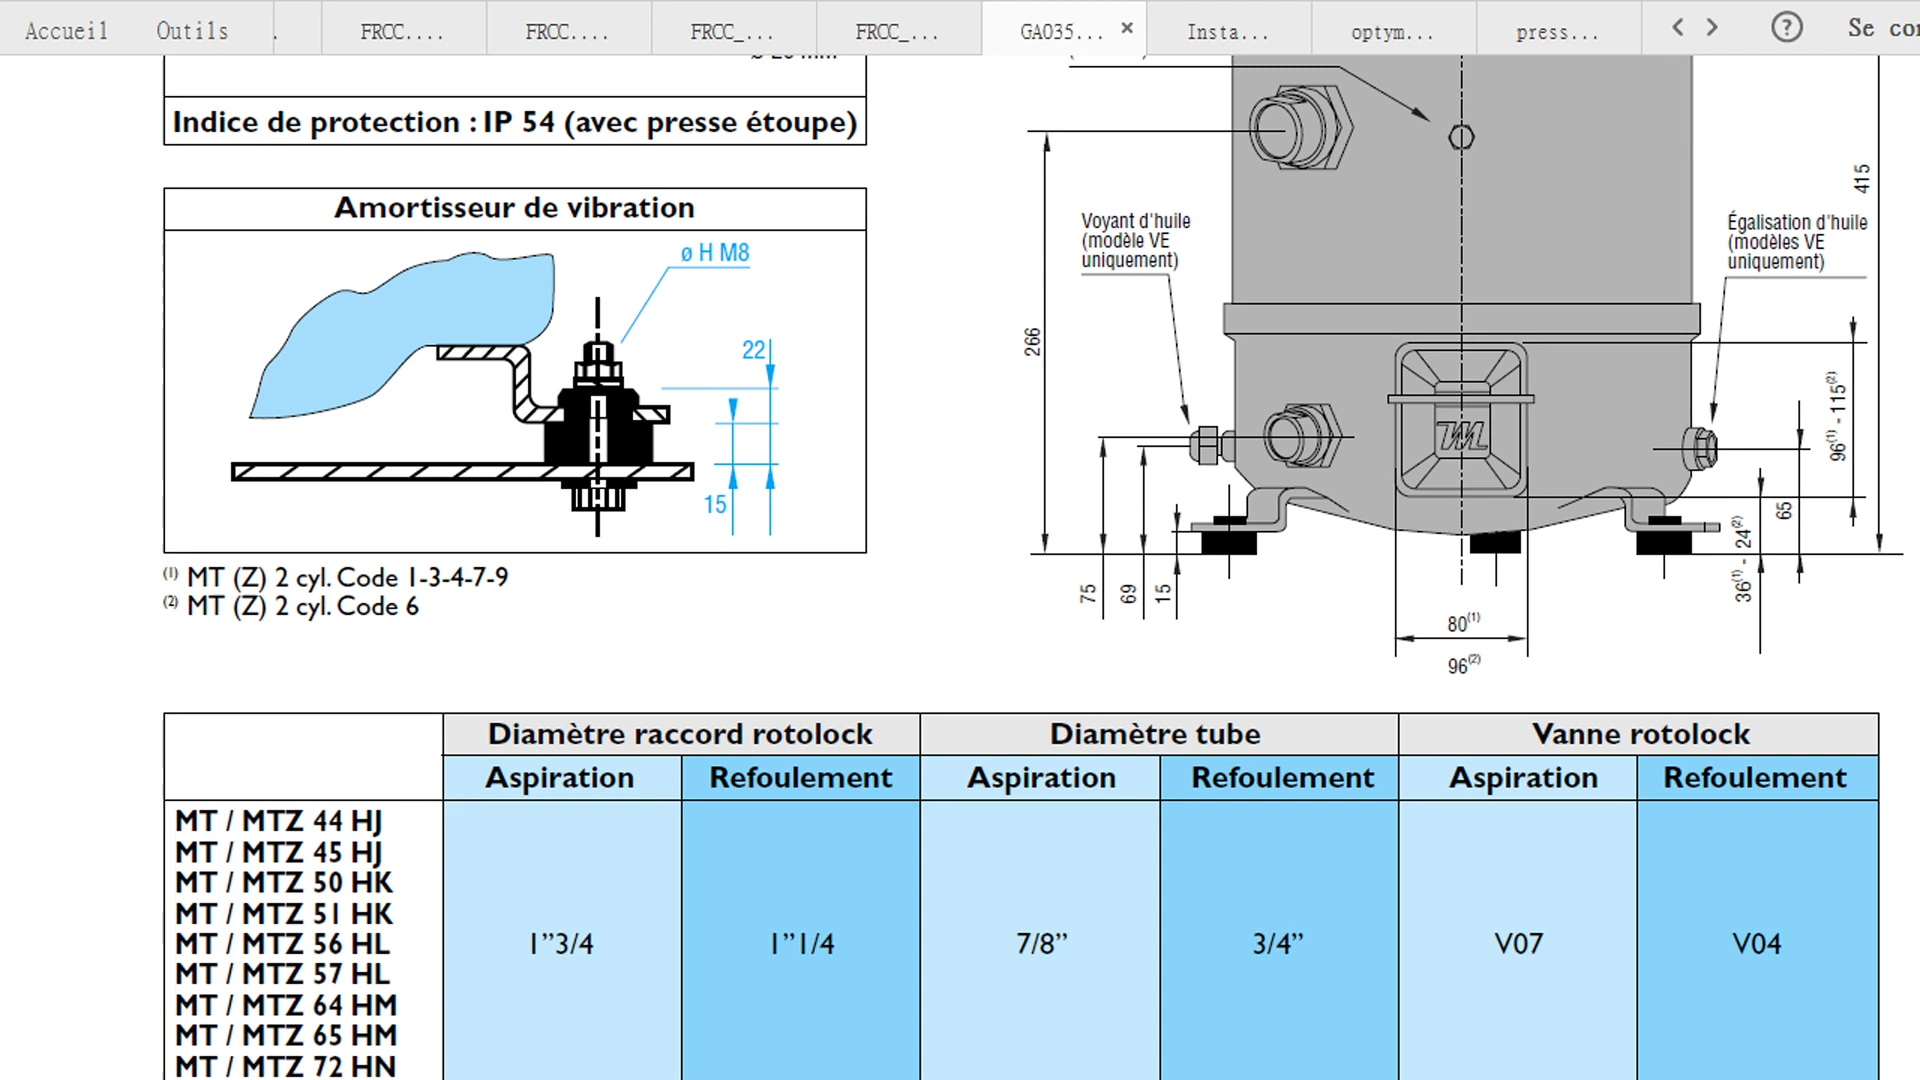 Accueil Outils . FRCC.... FRCC.... FRCC_... FRCC_... GA035... × Insta... optym... press... < > ? Se con
Indice de protection : IP 54 (avec presse étoupe)
Amortisseur de vibration
ø H M8
22
15
(1) MT (Z) 2 cyl. Code 1-3-4-7-9
(2) MT (Z) 2 cyl. Code 6
415
Voyant d'huile
(modèle VE
uniquement)
Égalisation d'huile
(modèles VE
uniquement)
266
96(1) - 115(2)
65
36(1) - 24(2)
75
69
15
80(1)
96(2)
Diamètre raccord rotolock Diamètre tube Vanne rotolock
Aspiration Refoulement Aspiration Refoulement Aspiration Refoulement
MT / MTZ 44 HJ
MT / MTZ 45 HJ
MT / MTZ 50 HK
MT / MTZ 51 HK
MT / MTZ 56 HL 1”3/4 1”1/4 7/8” 3/4” V07 V04
MT / MTZ 57 HL
MT / MTZ 64 HM
MT / MTZ 65 HM
MT / MTZ 72 HN